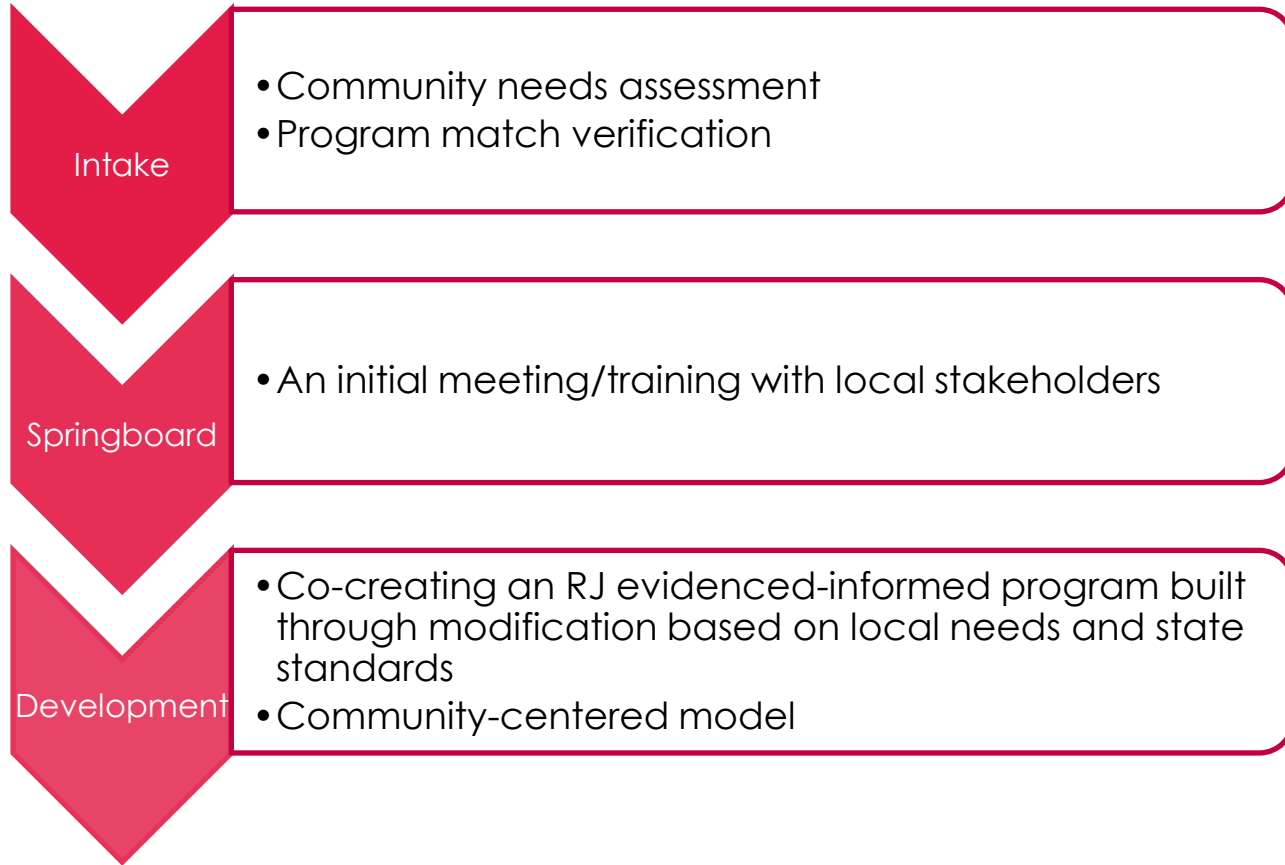 Intake
•Community needs assessment
•Program match verification
Springboard
•An initial meeting/training with local stakeholders
Development
•Co-creating an RJ evidenced-informed program built
through modification based on local needs and state
standards
•Community-centered model